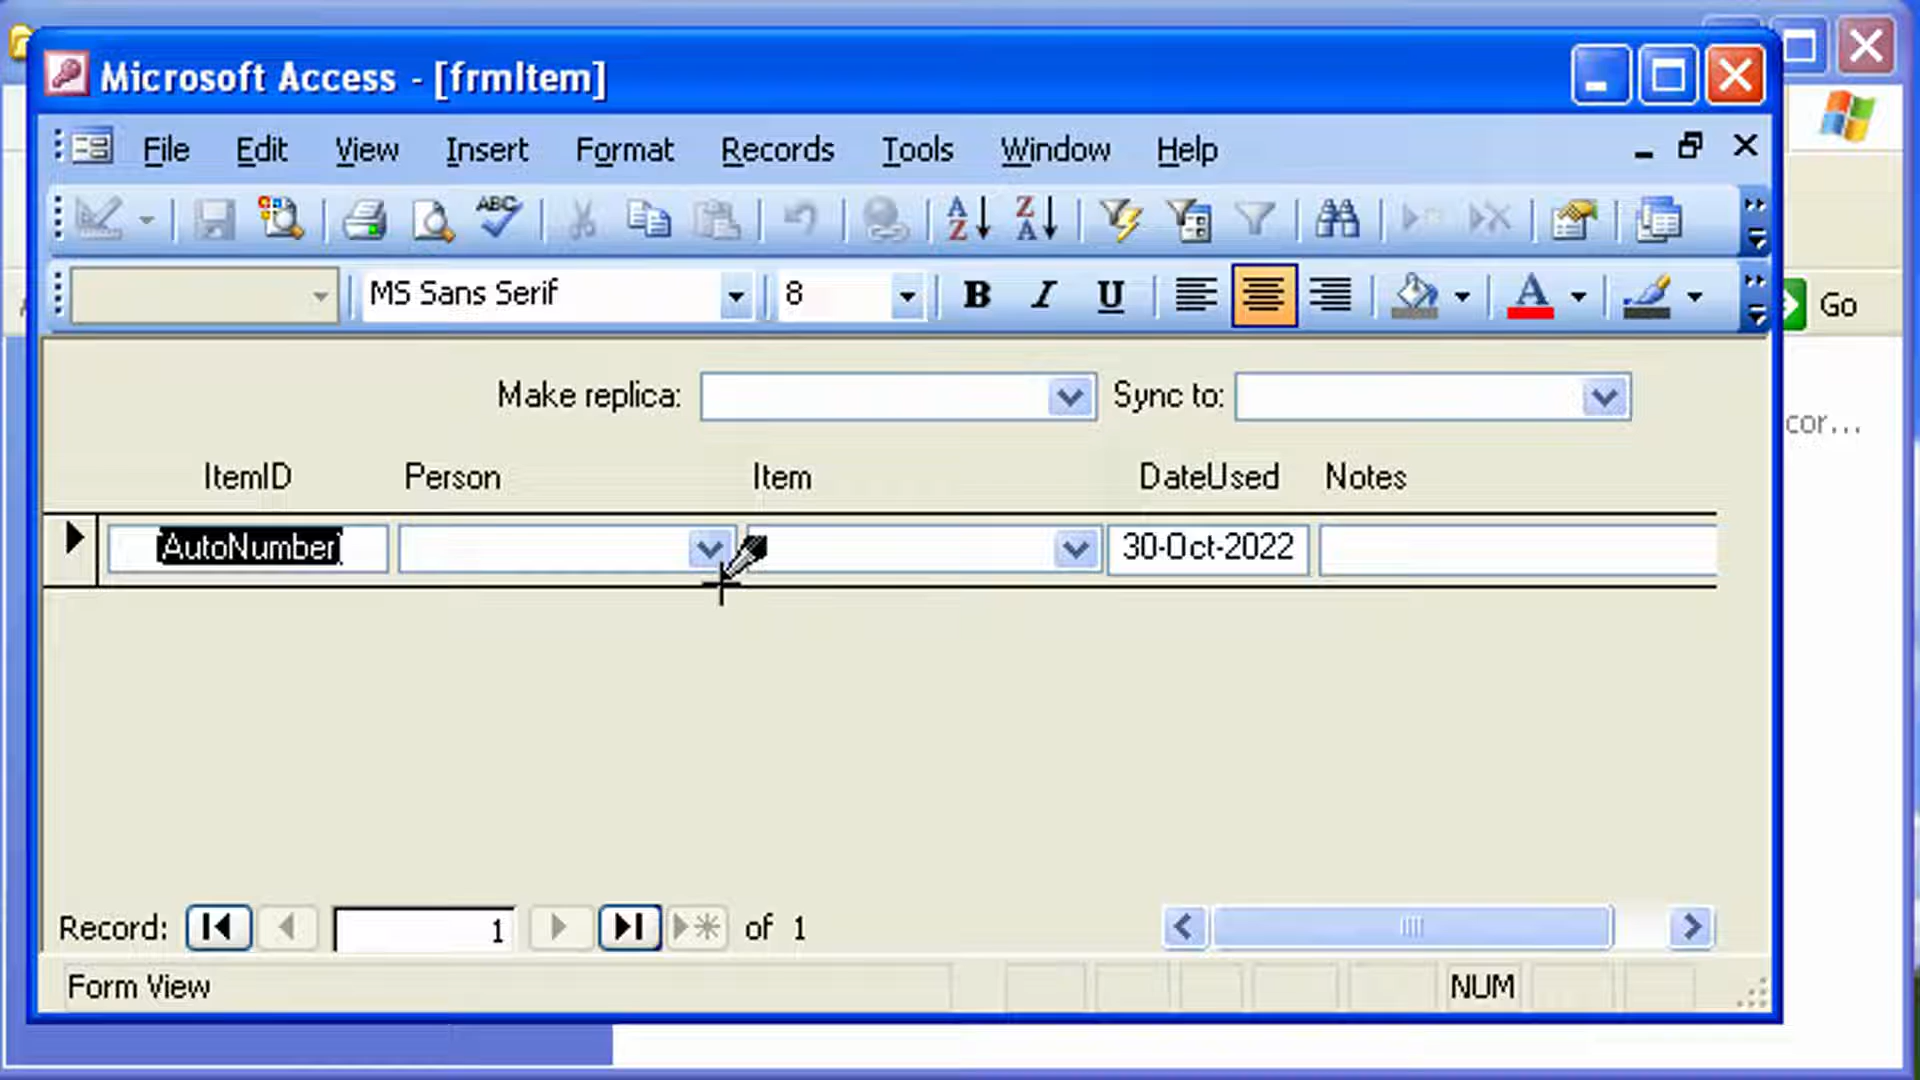 Microsoft Access - [frmItem]
File Edit View Insert Format Records Tools Window Help
ABC
A Z Z A
MS Sans Serif 8 B I U A
Go
Make replica: Sync to:
cor...
ItemID Person Item DateUsed Notes
(AutoNumber) 30-Oct-2022
Record: 1 of 1
Form View NUM